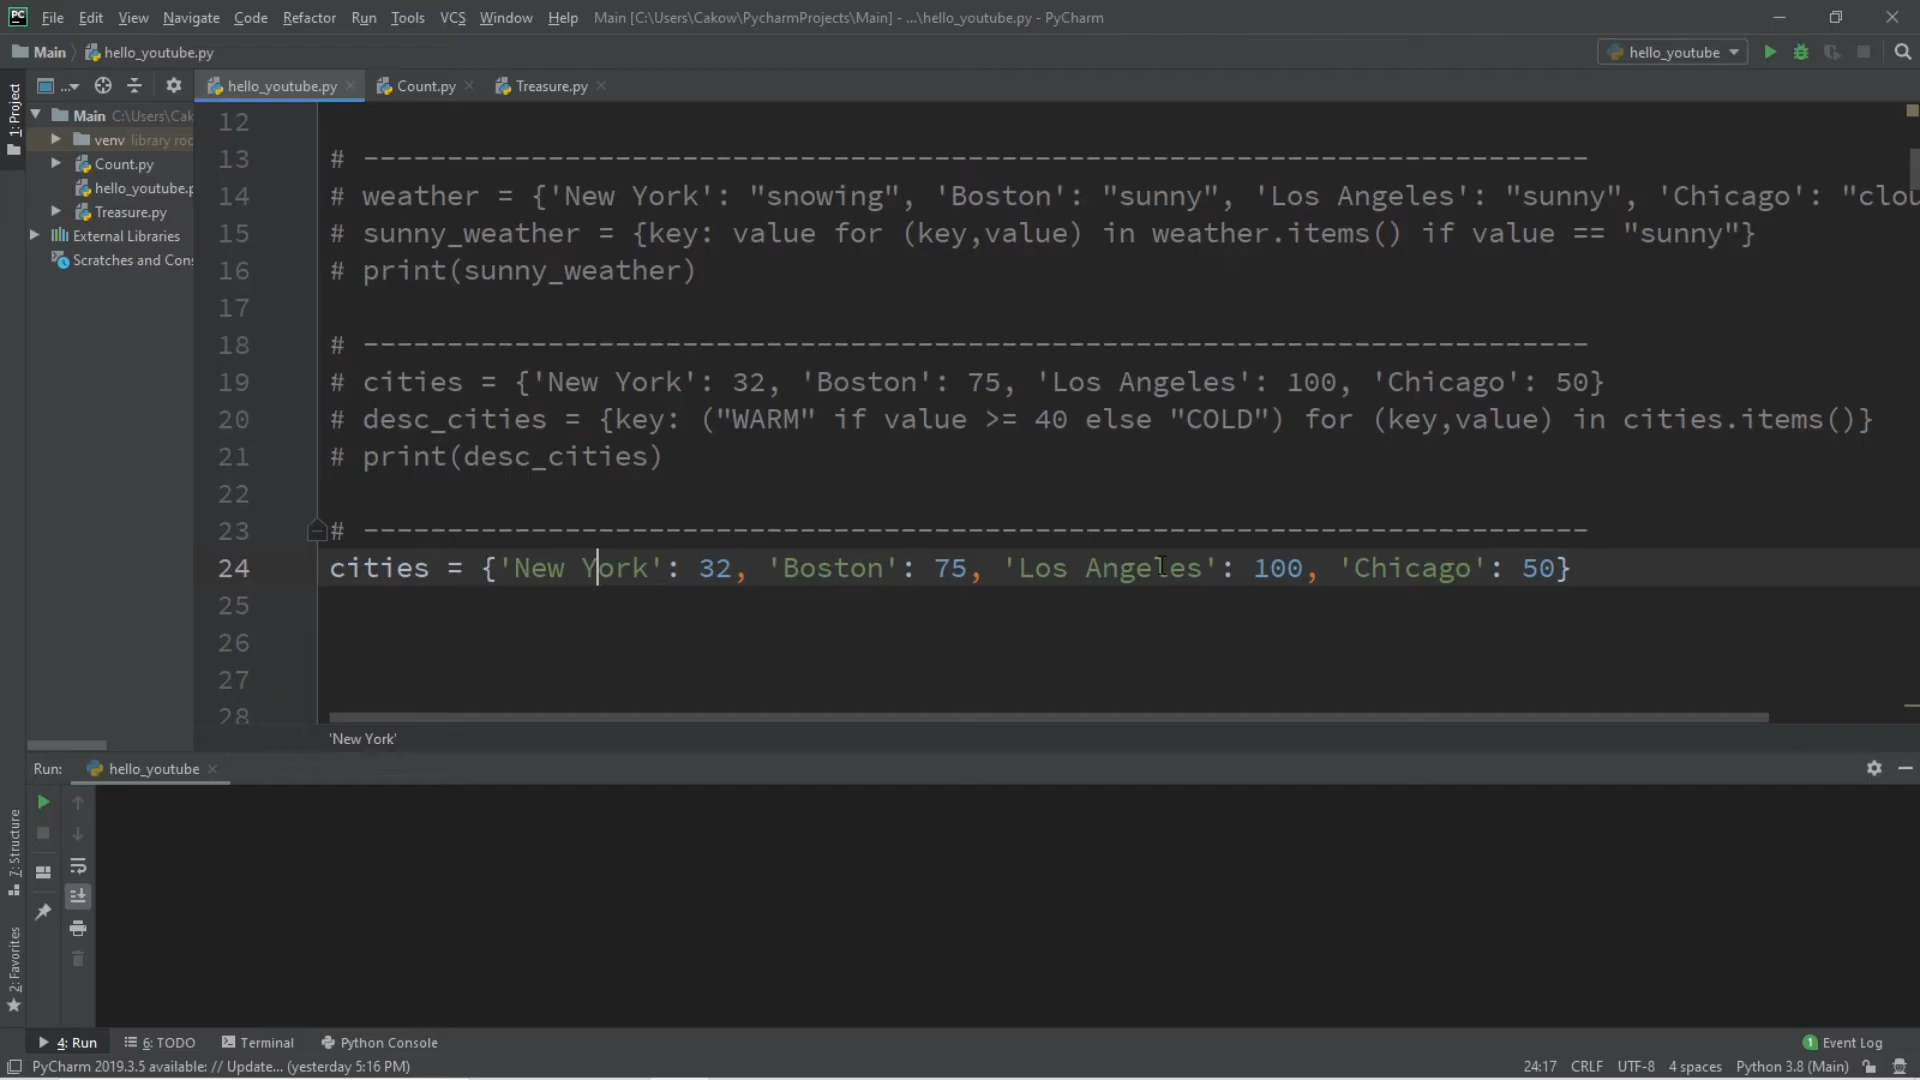 PC File Edit View Navigate Code Refactor Run Tools VCS Window Help Main [C:\Users\Cakow\PycharmProjects\Main] - ...\hello_youtube.py - PyCharm
Main hello_youtube.py hello_youtube
1: Project ... hello_youtube.py Count.py Treasure.py
Main C:\Users\Cak
venv library roo
Count.py
hello_youtube.p
Treasure.py
External Libraries
Scratches and Con
12
13 # -------------------------------------------------------------------------
14 # weather = {'New York': "snowing", 'Boston': "sunny", 'Los Angeles': "sunny", 'Chicago': "clou
15 # sunny_weather = {key: value for (key,value) in weather.items() if value == "sunny"}
16 # print(sunny_weather)
17
18 # -------------------------------------------------------------------------
19 # cities = {'New York': 32, 'Boston': 75, 'Los Angeles': 100, 'Chicago': 50}
20 # desc_cities = {key: ("WARM" if value >= 40 else "COLD") for (key,value) in cities.items()}
21 # print(desc_cities)
22
23 # -------------------------------------------------------------------------
24 cities = {'New York': 32, 'Boston': 75, 'Los Angeles': 100, 'Chicago': 50}
25
26
27
28
'New York'
Run: hello_youtube
7: Structure
2: Favorites
4: Run 6: TODO Terminal Python Console 1 Event Log
PyCharm 2019.3.5 available: // Update... (yesterday 5:16 PM) 24:17 CRLF UTF-8 4 spaces Python 3.8 (Main)